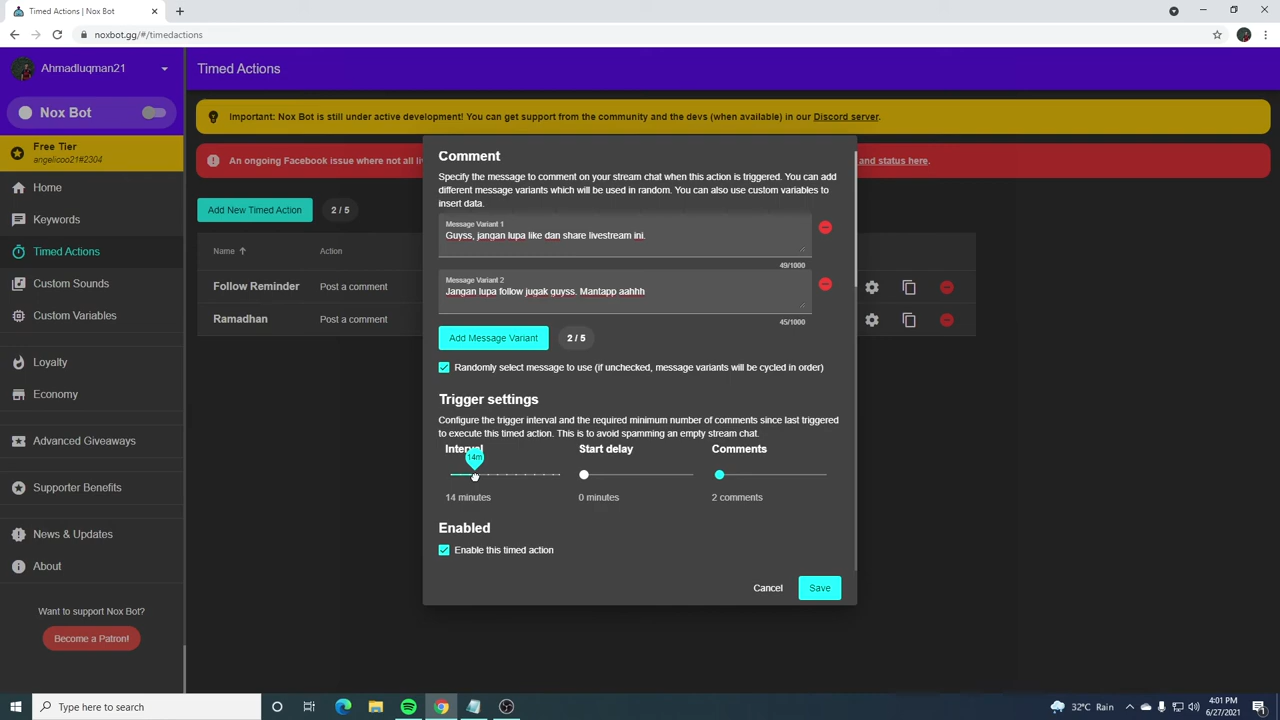 Timed Actions | Nox Bot
noxbot.gg/#/timedactions
Ahmadluqman21
Timed Actions
Nox Bot
Important: Nox Bot is still under active development! You can get support from the community and the devs (when available) in our Discord server.
Free Tier
angelicoo21#2304
An ongoing Facebook issue where not all li
and status here.
Home
Keywords
Timed Actions
Custom Sounds
Custom Variables
Loyalty
Economy
Advanced Giveaways
Supporter Benefits
News & Updates
About
Want to support Nox Bot?
Become a Patron!
Add New Timed Action
2 / 5
Name
Action
Follow Reminder
Post a comment
Ramadhan
Post a comment
Comment
Specify the message to comment on your stream chat when this action is triggered. You can add
different message variants which will be used in random. You can also use custom variables to
insert data.
Message Variant 1
Guyss, jangan lupa like dan share livestream ini.
49/1000
Message Variant 2
Jangan lupa follow jugak guyss. Mantapp aahhh
45/1000
Add Message Variant
2 / 5
Randomly select message to use (if unchecked, message variants will be cycled in order)
Trigger settings
Configure the trigger interval and the required minimum number of comments since last triggered
to execute this timed action. This is to avoid spamming an empty stream chat.
Interval
Start delay
Comments
14m
14 minutes
0 minutes
2 comments
Enabled
Enable this timed action
Cancel
Save
Type here to search
32°C Rain
4:01 PM
6/27/2021